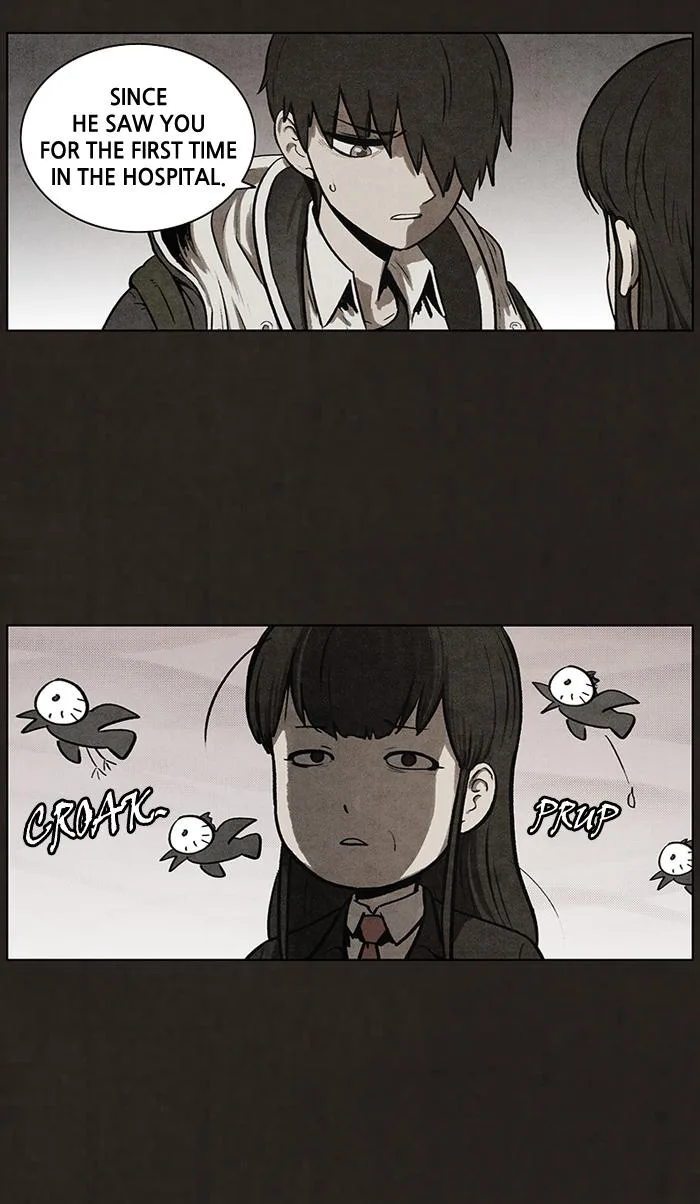 SINCE
HE SAW YOU
FOR THE FIRST TIME
IN THE HOSPITAL.
CROAK~
PRUP